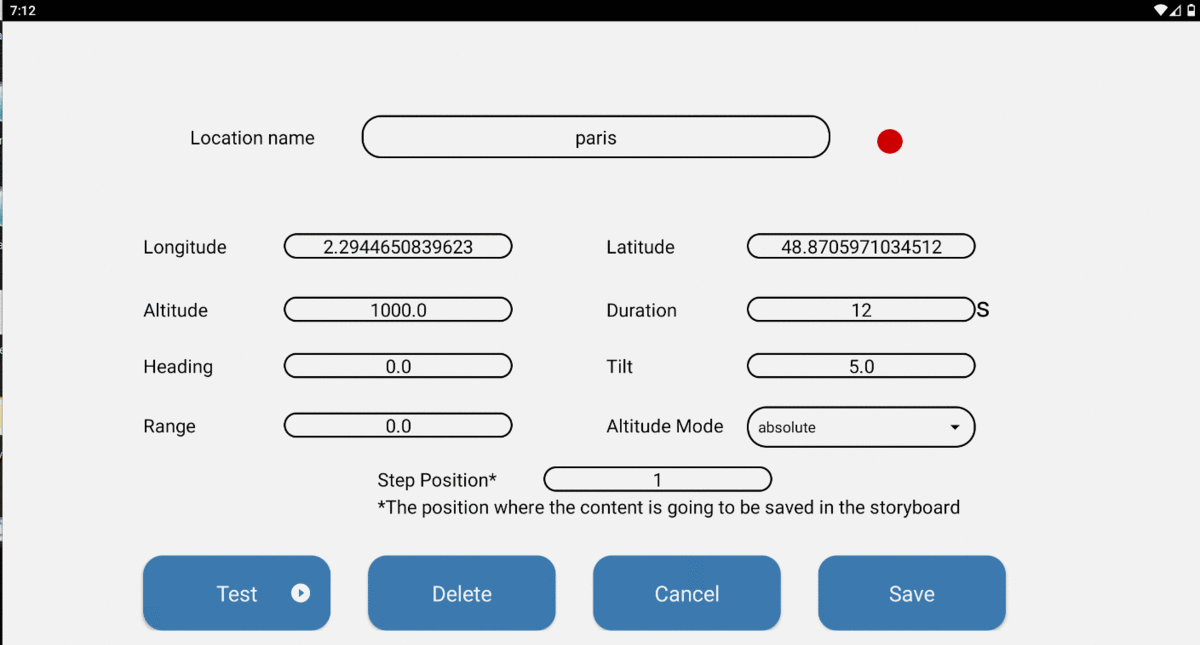 7:12
Location name paris
Longitude 2.2944650839623 Latitude 48.8705971034512
Altitude 1000.0 Duration 12 S
Heading 0.0 Tilt 5.0
Range 0.0 Altitude Mode absolute
Step Position* 1
*The position where the content is going to be saved in the storyboard
Test Delete Cancel Save